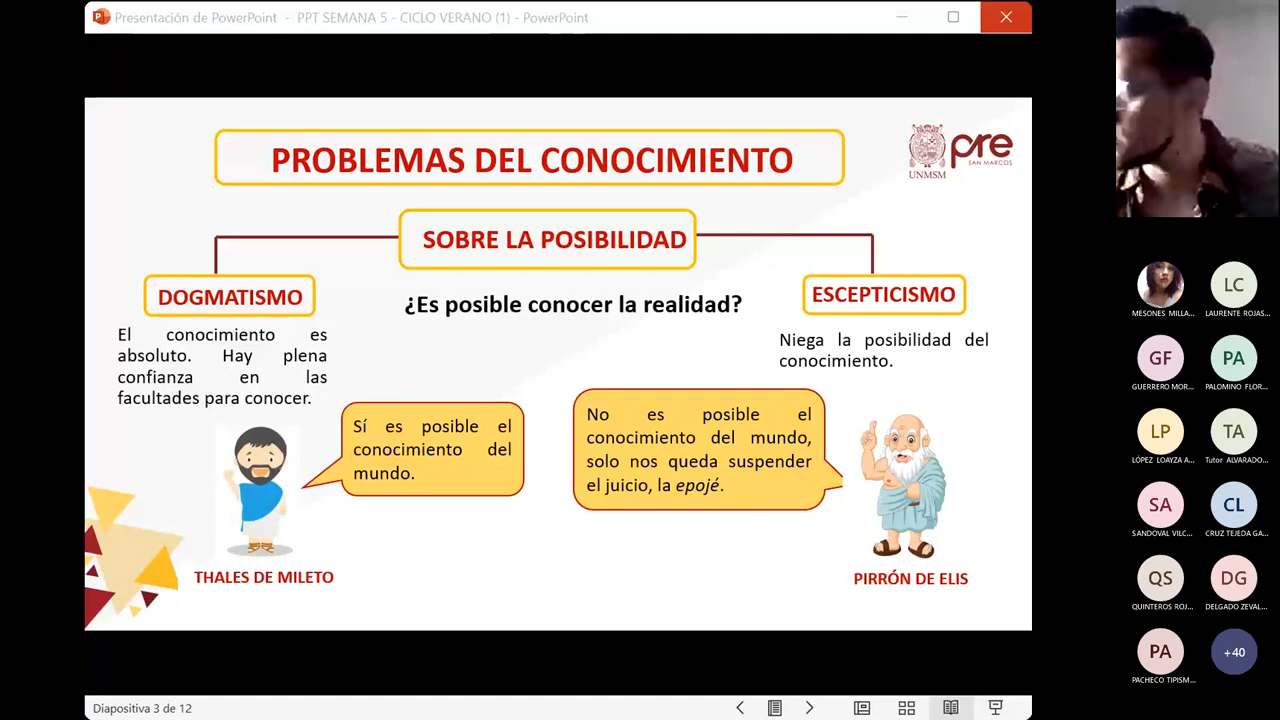 Presentación de PowerPoint - PPT SEMANA 5 - CICLO VERANO (1) - PowerPoint
PROBLEMAS DEL CONOCIMIENTO
UNMSM
pre
SAN MARCOS
SOBRE LA POSIBILIDAD
DOGMATISMO
¿Es posible conocer la realidad?
ESCEPTICISMO
El conocimiento es
absoluto. Hay plena
confianza en las
facultades para conocer.
Niega la posibilidad del
conocimiento.
Sí es posible el
conocimiento del
mundo.
No es posible el
conocimiento del mundo,
solo nos queda suspender
el juicio, la epojé.
THALES DE MILETO
PIRRÓN DE ELIS
Diapositiva 3 de 12
MESONES MILLA...
LC
LAURENTE ROJAS...
GF
GUERRERO MOR...
PA
PALOMINO FLOR...
LP
LÓPEZ LOAYZA A...
TA
Tutor ALVARADO...
SA
SANDOVAL VILC...
CL
CRUZ TEJEDA GA...
QS
QUINTEROS ROJ...
DG
DELGADO ZEVAL...
PA
PACHECO TIPISM...
+40